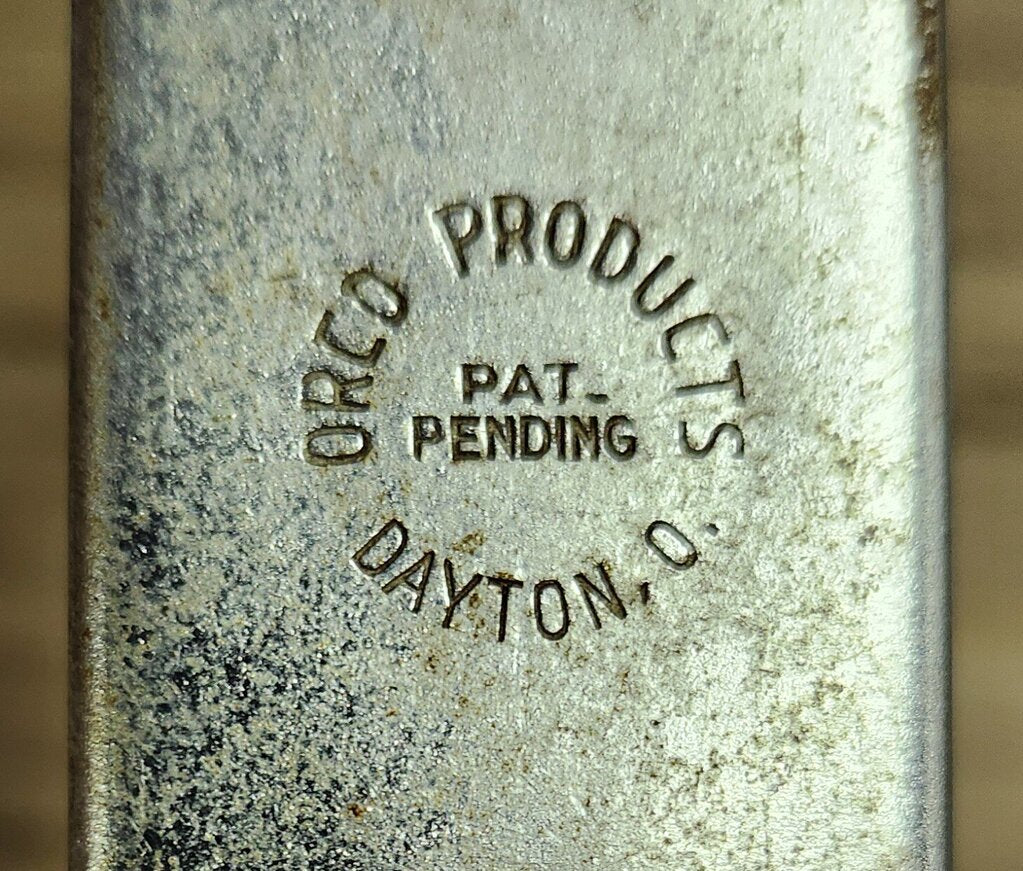 ORCO PRODUCTS
PAT.
PENDING
DAYTON, O.